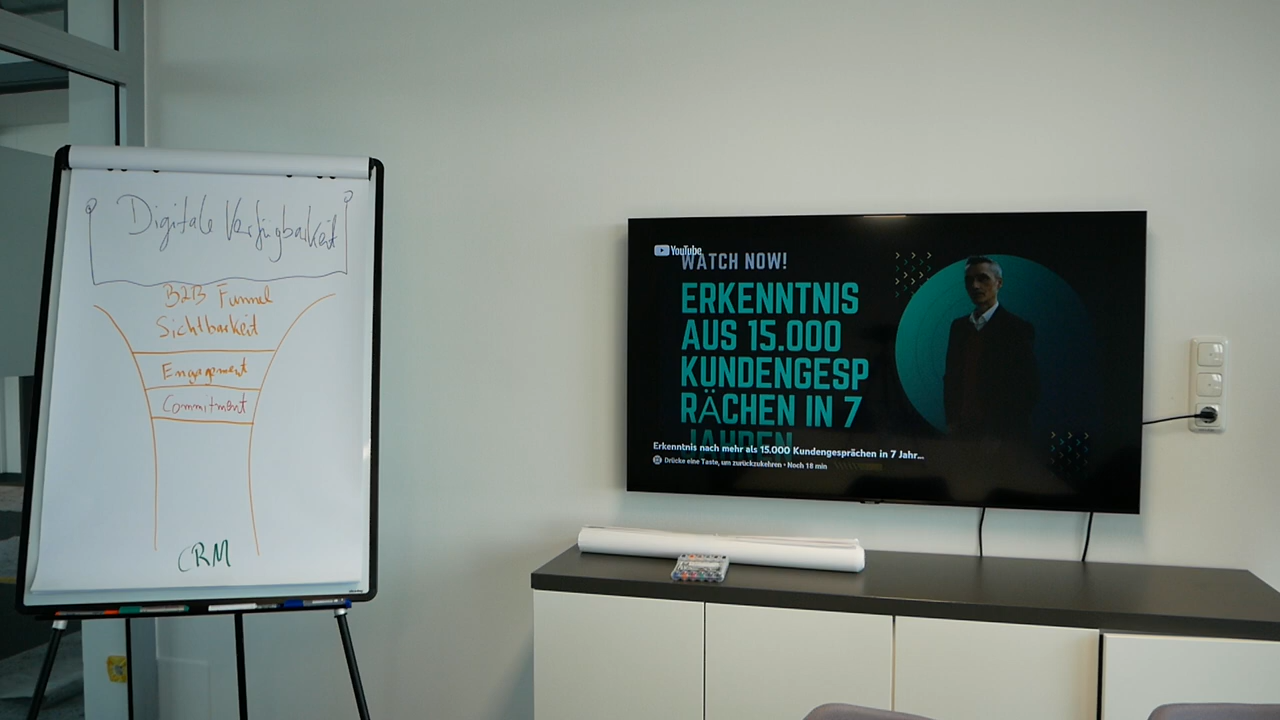 Digitale Verfügbarkeit
B2B Funnel
Sichtbarkeit
Engagement
Commitment
CRM
YouTube
WATCH NOW!
ERKENNTNIS
AUS 15.000
KUNDENGESP
RÄCHEN IN 7
JAHREN
Erkenntnis nach mehr als 15.000 Kundengesprächen in 7 Jahr...
Drücke eine Taste, um zurückzukehren • Noch 18 min